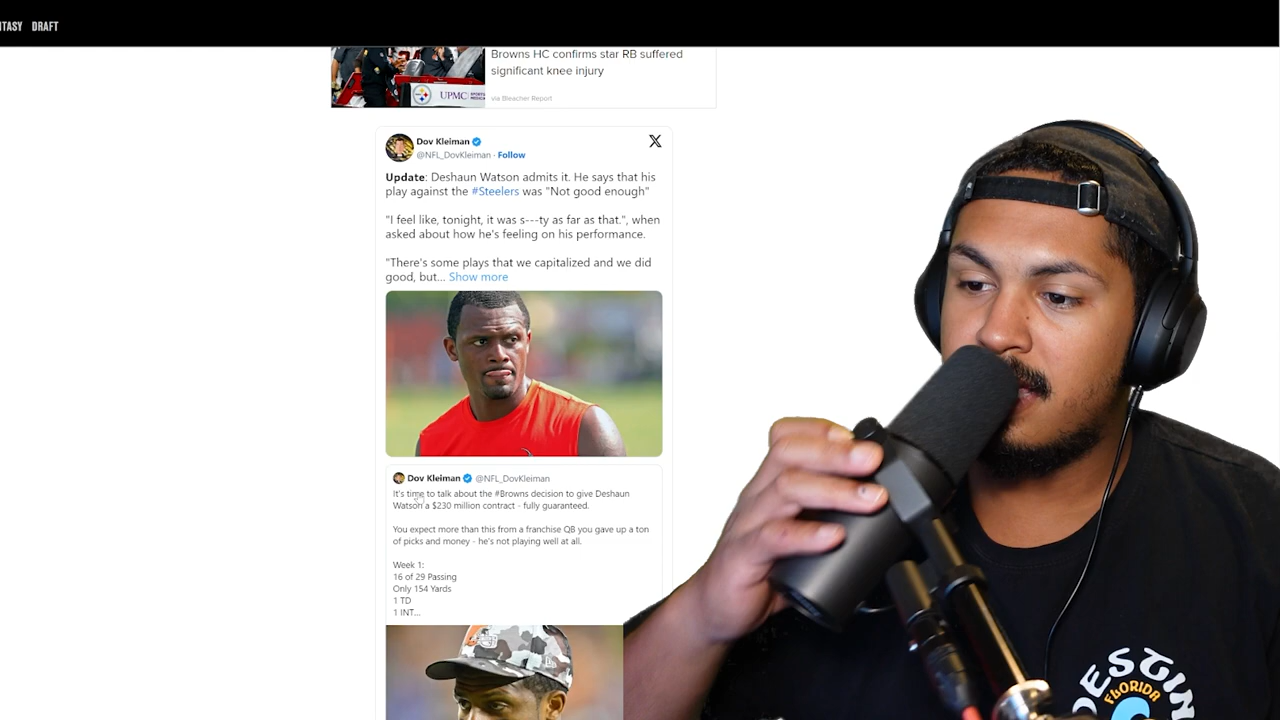 NTASY DRAFT
Browns HC confirms star RB suffered
significant knee injury
via Bleacher Report
UPMC
Dov Kleiman
@NFL_DovKleiman · Follow
Update: Deshaun Watson admits it. He says that his
play against the #Steelers was "Not good enough"
"I feel like, tonight, it was s---ty as far as that.", when
asked about how he's feeling on his performance.
"There's some plays that we capitalized and we did
good, but... Show more
Dov Kleiman @NFL_DovKleiman
It's time to talk about the #Browns decision to give Deshaun
Watson a $230 million contract - fully guaranteed.
You expect more than this from a franchise QB you gave up a ton
of picks and money - he's not playing well at all.
Week 1:
16 of 29 Passing
Only 154 Yards
1 TD
1 INT...
DESTIN
FLORIDA